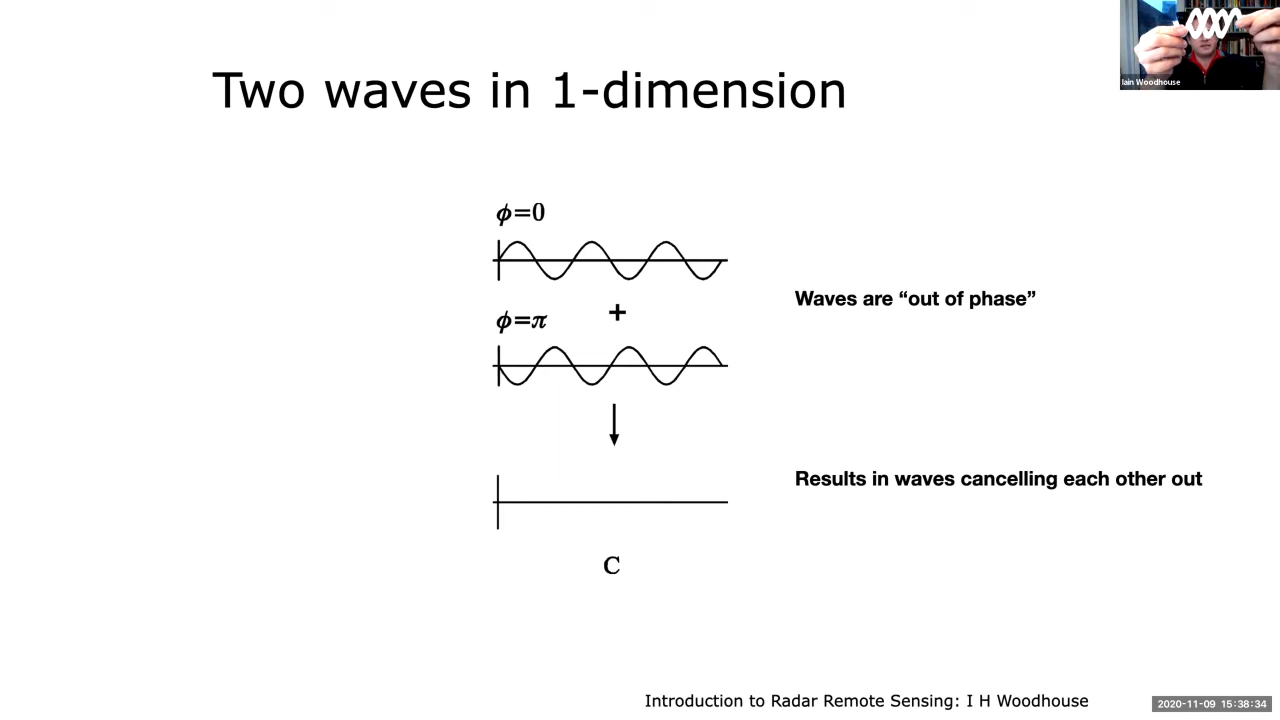 Iain Woodhouse
Two waves in 1-dimension
ϕ=0
+
Waves are “out of phase”
ϕ=π
Results in waves cancelling each other out
C
Introduction to Radar Remote Sensing: I H Woodhouse
2020-11-09 15:38:34